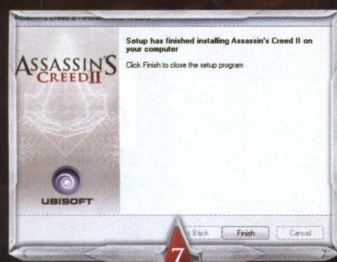 Setup has finished installing Assassin's Creed II on
your computer
Click Finish to close the setup program
ASSASSIN'S
CREED II
UBISOFT
Back
Finish
Cancel
7